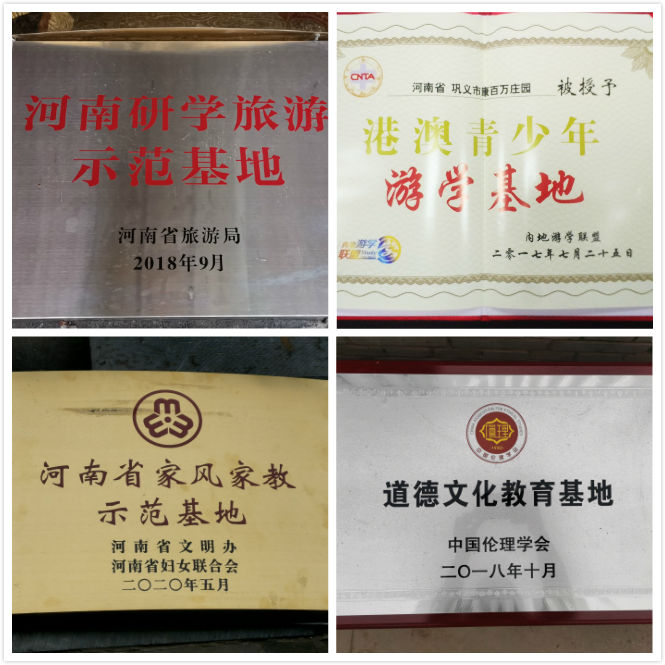 河南研学旅游
示范基地
河南省旅游局
2018年9月
CNTA
河南省 巩义市康百万庄园 被授予
港澳青少年
游学基地
内地游学联盟
二零一七年七月二十五日
河南省家风家教
示范基地
河南省文明办
河南省妇女联合会
二〇二〇年五月
道德文化教育基地
中国伦理学会
二〇一八年十月